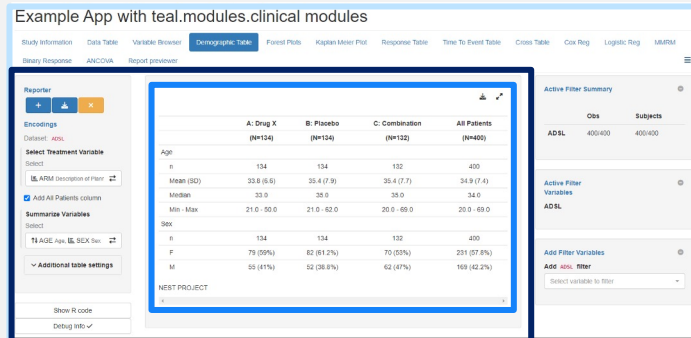 Example App with teal.modules.clinical modules
Study Information Data Table Variable Browser Demographic Table Forest Plots Kaplan Meier Plot Response Table Time To Event Table Cross Table Cox Reg Logistic Reg MMRM
Binary Response ANCOVA Report previewer
Reporter
Encodings
Dataset: ADSL
Select Treatment Variable
Select
ARM Description of Plann
Add All Patients column
Summarize Variables
Select
AGE Age, SEX Sex
Additional table settings
Show R code
Debug Info ✓
A: Drug X B: Placebo C: Combination All Patients
(N=134) (N=134) (N=132) (N=400)
Age
n 134 134 132 400
Mean (SD) 33.8 (6.6) 35.4 (7.9) 35.4 (7.7) 34.9 (7.4)
Median 33.0 35.0 35.0 34.0
Min - Max 21.0 - 50.0 21.0 - 62.0 20.0 - 69.0 20.0 - 69.0
Sex
n 134 134 132 400
F 79 (59%) 82 (61.2%) 70 (53%) 231 (57.8%)
M 55 (41%) 52 (38.8%) 62 (47%) 169 (42.2%)
NEST PROJECT
Active Filter Summary
Obs Subjects
ADSL 400/400 400/400
Active Filter
Variables
ADSL
Add Filter Variables
Add ADSL filter
Select variable to filter